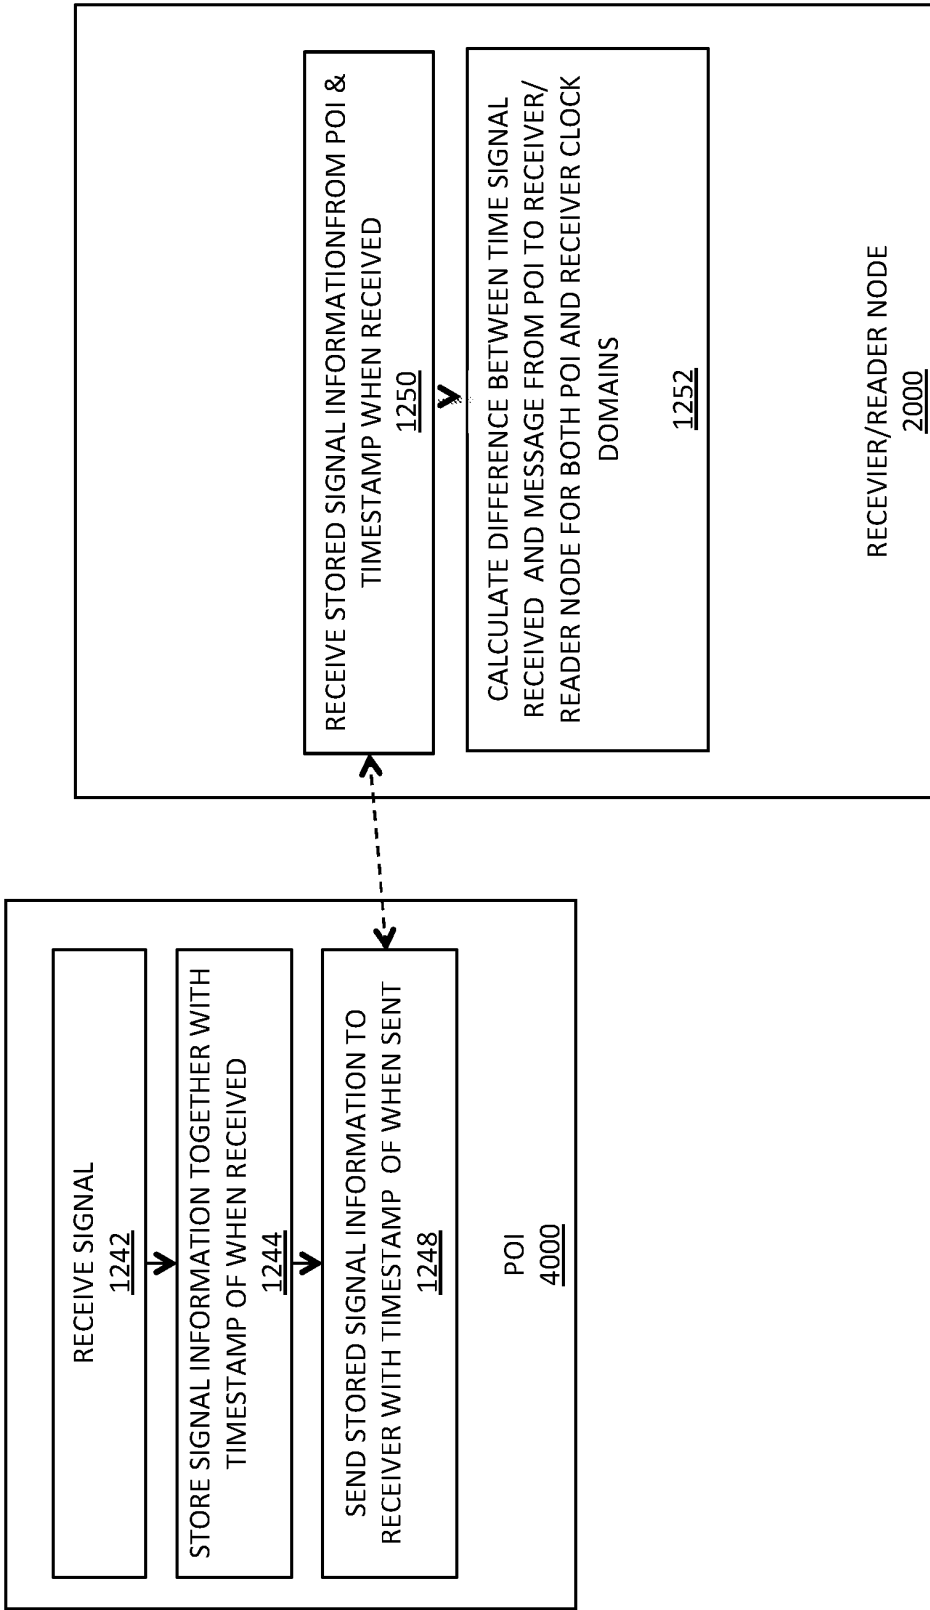 RECEIVE SIGNAL
1242
STORE SIGNAL INFORMATION TOGETHER WITH
TIMESTAMP OF WHEN RECEIVED
1244
SEND STORED SIGNAL INFORMATION TO
RECEIVER WITH TIMESTAMP OF WHEN SENT
1248
POI
4000
RECEIVE STORED SIGNAL INFORMATIONFROM POI &
TIMESTAMP WHEN RECEIVED
1250
CALCULATE DIFFERENCE BETWEEN TIME SIGNAL
RECEIVED AND MESSAGE FROM POI TO RECEIVER/
READER NODE FOR BOTH POI AND RECEIVER CLOCK
DOMAINS
1252
RECEVIER/READER NODE
2000